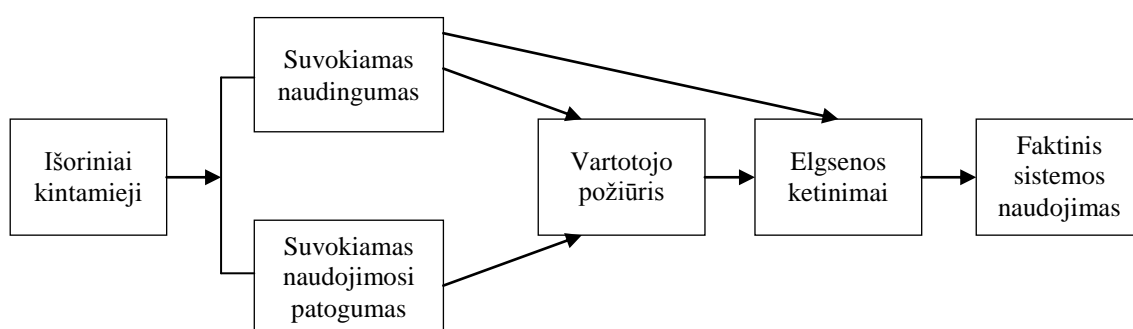 Suvokiamas
naudingumas
Išoriniai
kintamieji
Vartotojo
požiūris
Elgsenos
ketinimai
Faktinis
sistemos
naudojimas
Suvokiamas
naudojimosi
patogumas